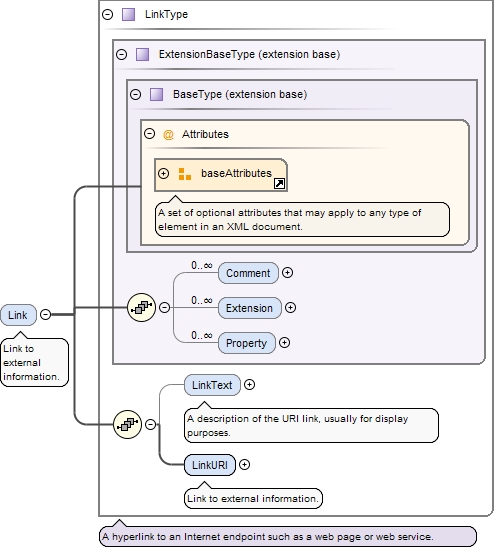 LinkType
ExtensionBaseType (extension base)
BaseType (extension base)
@ Attributes
baseAttributes
A set of optional attributes that may apply to any type of
element in an XML document.
0..∞
Comment
0..∞
Extension
0..∞
Property
Link
Link to
external
information.
LinkText
A description of the URI link, usually for display
purposes.
LinkURI
Link to external information.
A hyperlink to an Internet endpoint such as a web page or web service.